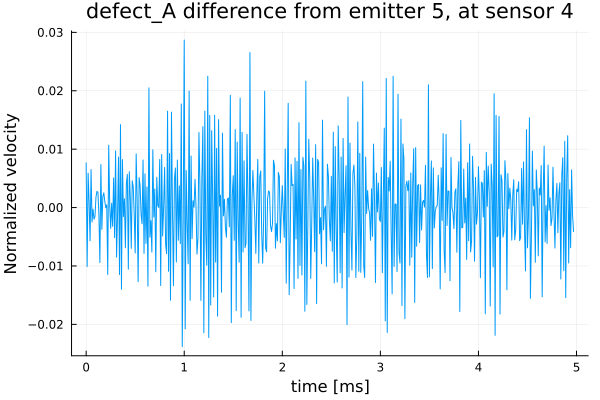 defect_A difference from emitter 5, at sensor 4
Normalized velocity
0.03
0.02
0.01
0.00
−0.01
−0.02
0 1 2 3 4 5
time [ms]